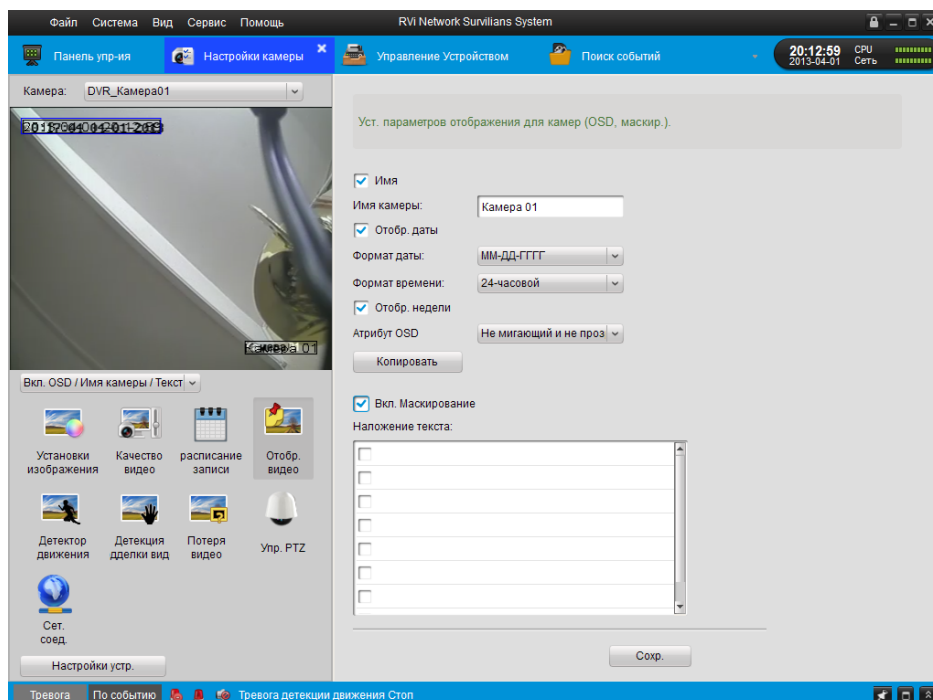 Файл Система Вид Сервис Помощь RVi Network Survilians System
Панель упр-ия Настройки камеры Управление Устройством Поиск событий 20:12:59 CPU
2013-04-01 Сеть
Камера: DVR_Камера01
Уст. параметров отображения для камер (OSD, маскир.).
Имя
Имя камеры: Камера 01
Отобр. даты
Формат даты: ММ-ДД-ГГГГ
Формат времени: 24-часовой
Отобр. недели
Атрибут OSD Не мигающий и не проз
Камера 01
Копировать
Вкл. OSD / Имя камеры / Текст
Вкл. Маскирование
Наложение текста:
Установки
изображения
Качество
видео
расписание
записи
Отобр.
видео
Детектор
движения
Детекция
дделки вид
Потеря
видео
Упр. PTZ
Сет.
соед.
Сохр.
Настройки устр.
Тревога По событию Тревога детекции движения Стоп